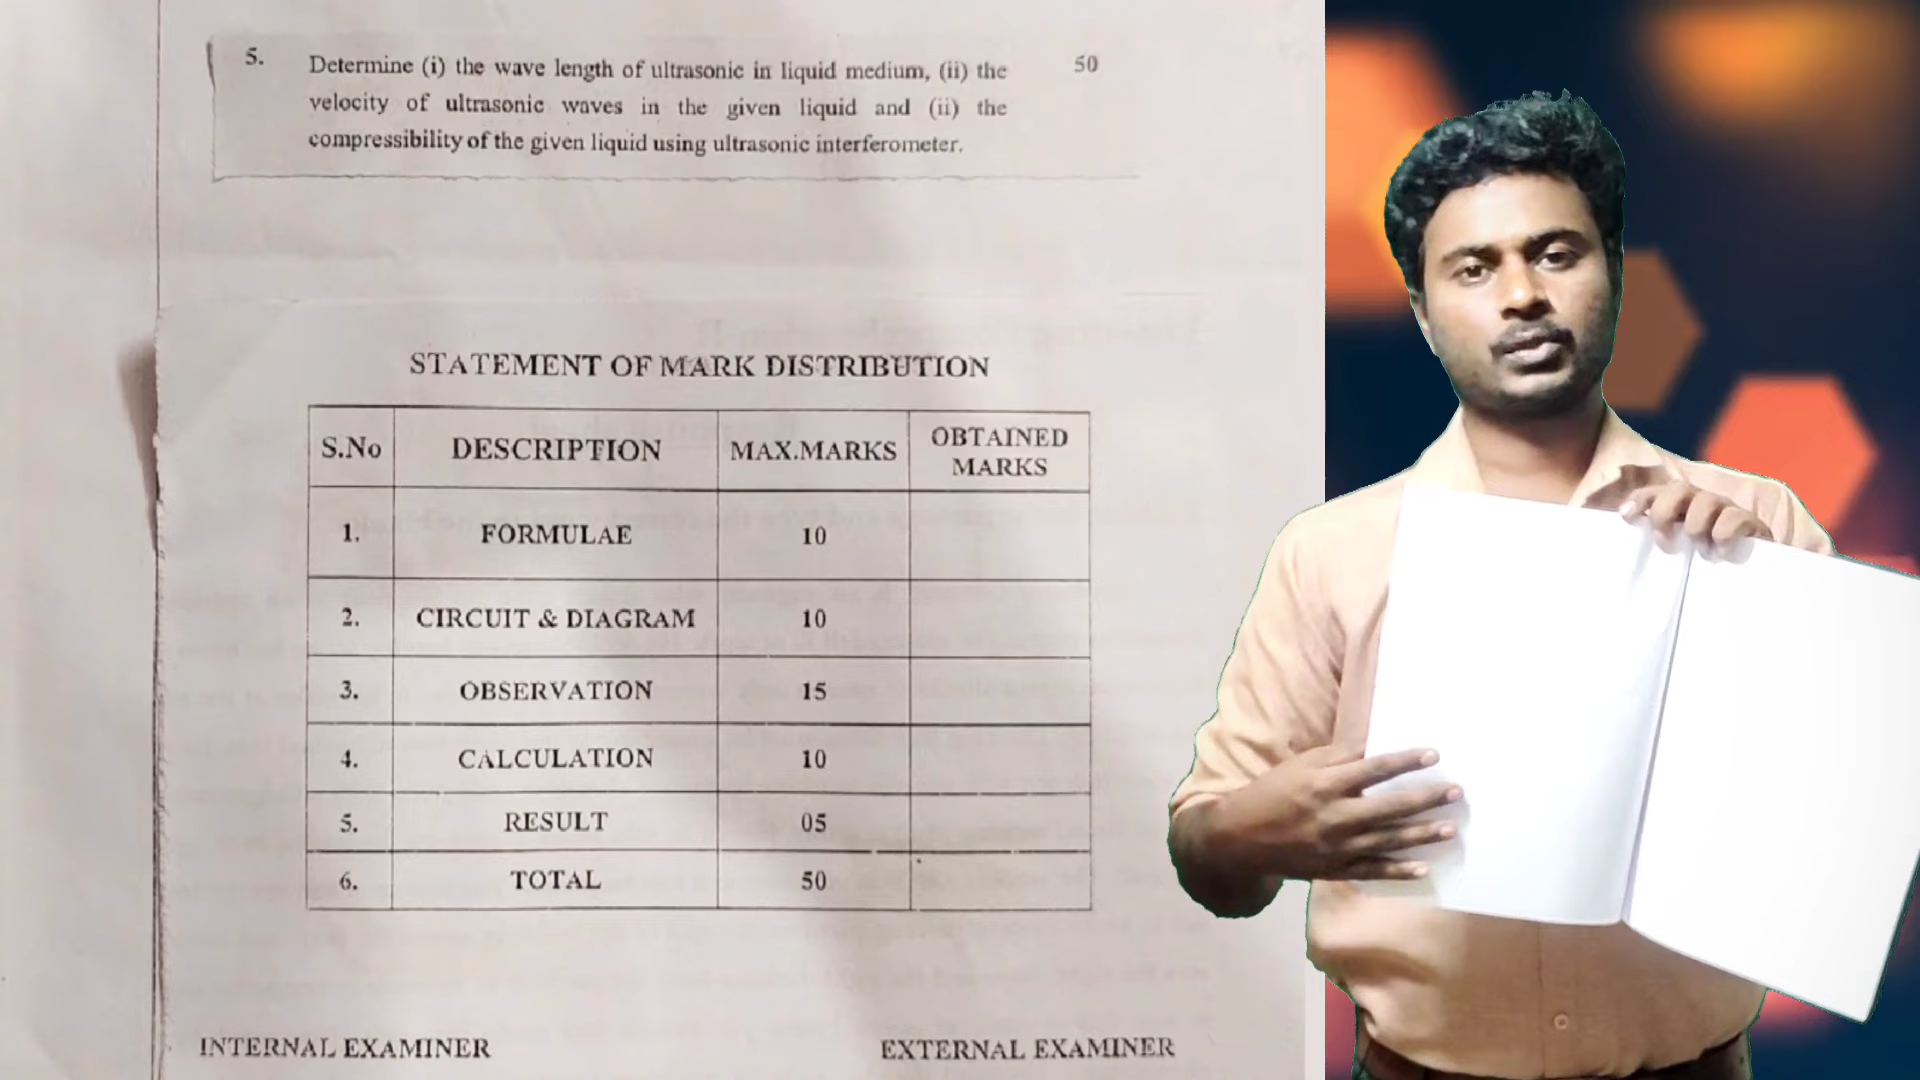 5. Determine (i) the wave length of ultrasonic in liquid medium, (ii) the 50
velocity of ultrasonic waves in the given liquid and (ii) the
compressibility of the given liquid using ultrasonic interferometer.
STATEMENT OF MARK DISTRIBUTION
S.No DESCRIPTION MAX.MARKS OBTAINED MARKS
1. FORMULAE 10
2. CIRCUIT & DIAGRAM 10
3. OBSERVATION 15
4. CALCULATION 10
5. RESULT 05
6. TOTAL 50
INTERNAL EXAMINER EXTERNAL EXAMINER